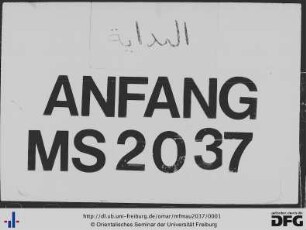 البداية
ANFANG
MS 2037
http://dl.ub.uni-freiburg.de/omar/mfmau2037/0001
© Orientalisches Seminar der Universität Freiburg
DFG